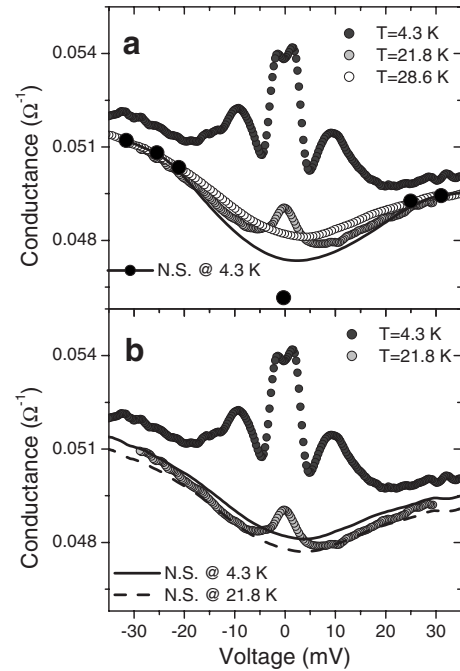 a
T=4.3 K
T=21.8 K
T=28.6 K
0.054
0.051
0.048
Conductance (Ω⁻¹)
N.S. @ 4.3 K
b
T=4.3 K
T=21.8 K
0.054
0.051
0.048
Conductance (Ω⁻¹)
N.S. @ 4.3 K
N.S. @ 21.8 K
-35 -20 -10 0 10 20 30
Voltage (mV)